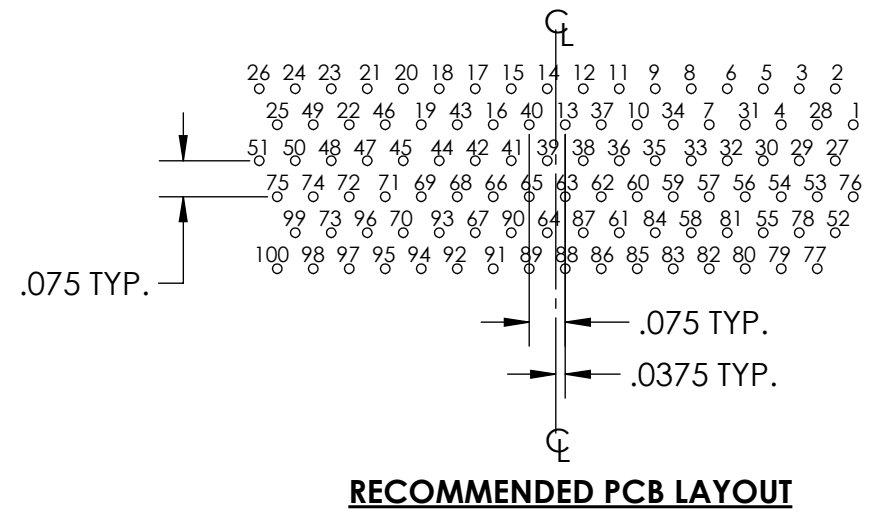 ℄
26 24 23 21 20 18 17 15 14 12 11 9 8 6 5 3 2
25 49 22 46 19 43 16 40 13 37 10 34 7 31 4 28 1
51 50 48 47 45 44 42 41 39 38 36 35 33 32 30 29 27
75 74 72 71 69 68 66 65 63 62 60 59 57 56 54 53 76
99 73 96 70 93 67 90 64 87 61 84 58 81 55 78 52
100 98 97 95 94 92 91 89 88 86 85 83 82 80 79 77
.075 TYP.
.075 TYP.
.0375 TYP.
℄
RECOMMENDED PCB LAYOUT